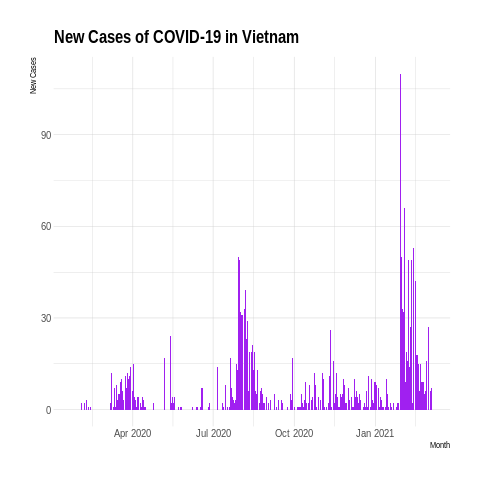 New Cases of COVID-19 in Vietnam
New Cases
90
60
30
0
Apr 2020
Jul 2020
Oct 2020
Jan 2021
Month